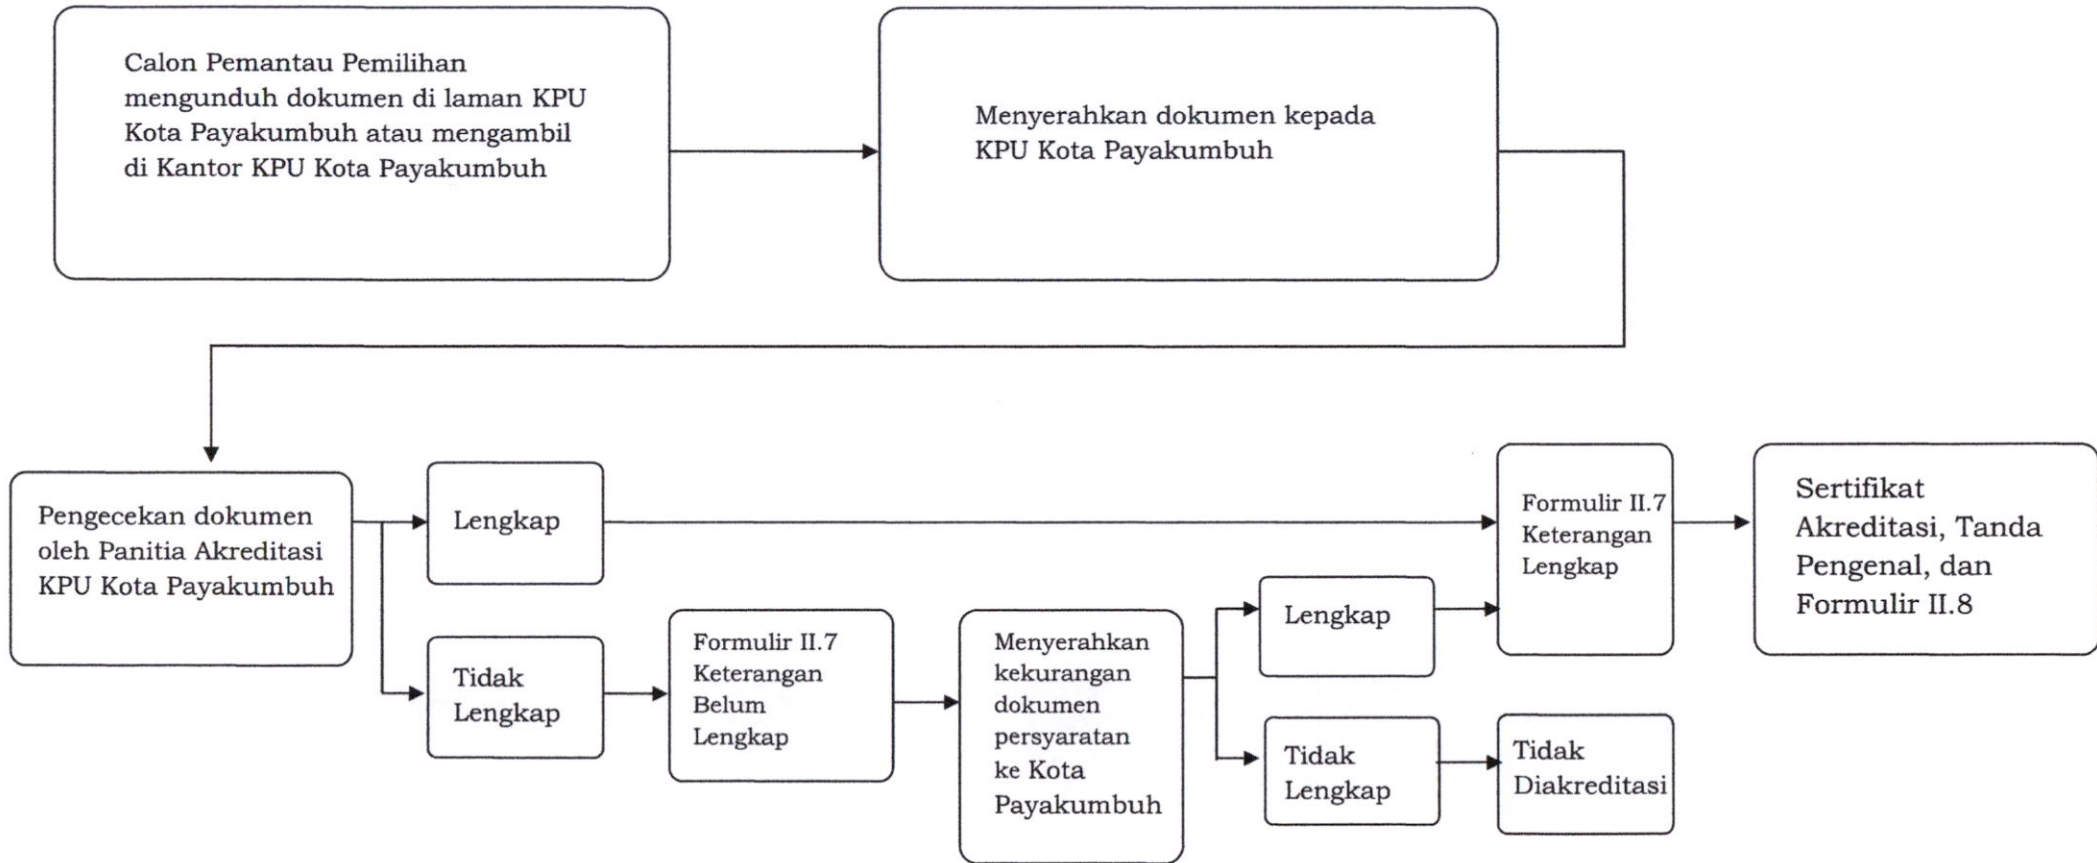 Calon Pemantau Pemilihan
mengunduh dokumen di laman KPU
Kota Payakumbuh atau mengambil
di Kantor KPU Kota Payakumbuh
Menyerahkan dokumen kepada
KPU Kota Payakumbuh
Pengecekan dokumen
oleh Panitia Akreditasi
KPU Kota Payakumbuh
Lengkap
Tidak
Lengkap
Formulir II.7
Keterangan
Belum
Lengkap
Menyerahkan
kekurangan
dokumen
persyaratan
ke Kota
Payakumbuh
Lengkap
Tidak
Lengkap
Formulir II.7
Keterangan
Lengkap
Tidak
Diakreditasi
Sertifikat
Akreditasi, Tanda
Pengenal, dan
Formulir II.8